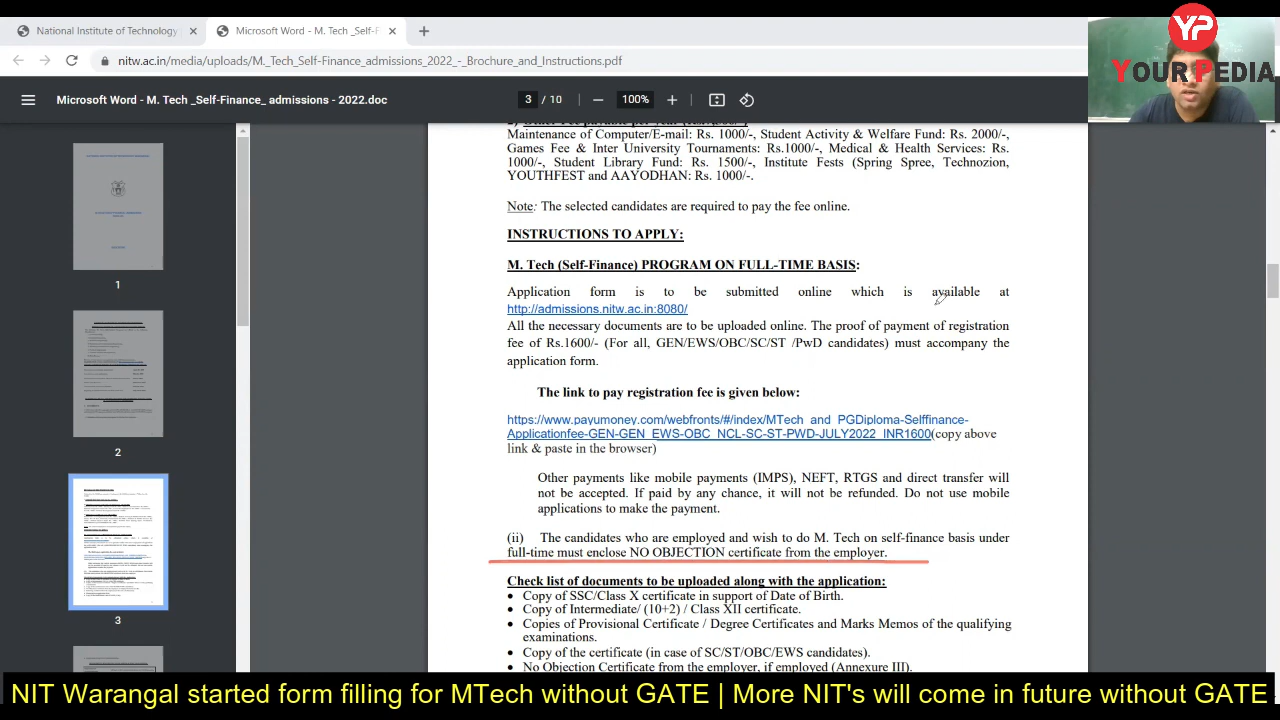 National Institute of Technology
Microsoft Word - M. Tech _Self-F
YP
YOUR PEDIA
nitw.ac.in/media/uploads/M._Tech_Self-Finance_admissions_2022_-_Brochure_and_Instructions.pdf
Microsoft Word - M. Tech _Self-Finance_ admissions - 2022.doc
3 / 10
100%
Maintenance of Computer/E-mail: Rs. 1000/-, Student Activity & Welfare Fund: Rs. 2000/-,
Games Fee & Inter University Tournaments: Rs.1000/-, Medical & Health Services: Rs.
1000/-, Student Library Fund: Rs. 1500/-, Institute Fests (Spring Spree, Technozion,
YOUTHFEST and AAYODHAN: Rs. 1000/-.
Note: The selected candidates are required to pay the fee online.
INSTRUCTIONS TO APPLY:
M. Tech (Self-Finance) PROGRAM ON FULL-TIME BASIS:
Application form is to be submitted online which is available at
http://admissions.nitw.ac.in:8080/
All the necessary documents are to be uploaded online. The proof of payment of registration
fee of Rs.1600/- (For all, GEN/EWS/OBC/SC/ST /PwD candidates) must accompany the
application form.
The link to pay registration fee is given below:
https://www.payumoney.com/webfronts/#/index/MTech_and_PGDiploma-Selffinance-
Applicationfee-GEN-GEN_EWS-OBC_NCL-SC-ST-PWD-JULY2022_INR1600(copy above
link & paste in the browser)
Other payments like mobile payments (IMPS), NEFT, RTGS and direct transfer will
not be accepted. If paid by any chance, it will not be refunded. Do not use mobile
applications to make the payment.
(ii) The candidates who are employed and wish to do M. Tech on self-finance basis under
full-time must enclose NO OBJECTION certificate from the employer.
Check list of documents to be uploaded along with the application:
• Copy of SSC/Class X certificate in support of Date of Birth.
• Copy of Intermediate/ (10+2) / Class XII certificate.
• Copies of Provisional Certificate / Degree Certificates and Marks Memos of the qualifying
examinations.
• Copy of the certificate (in case of SC/ST/OBC/EWS candidates).
• No Objection Certificate from the employer, if employed (Annexure III).
1
2
3
NIT Warangal started form filling for MTech without GATE | More NIT's will come in future without GATE